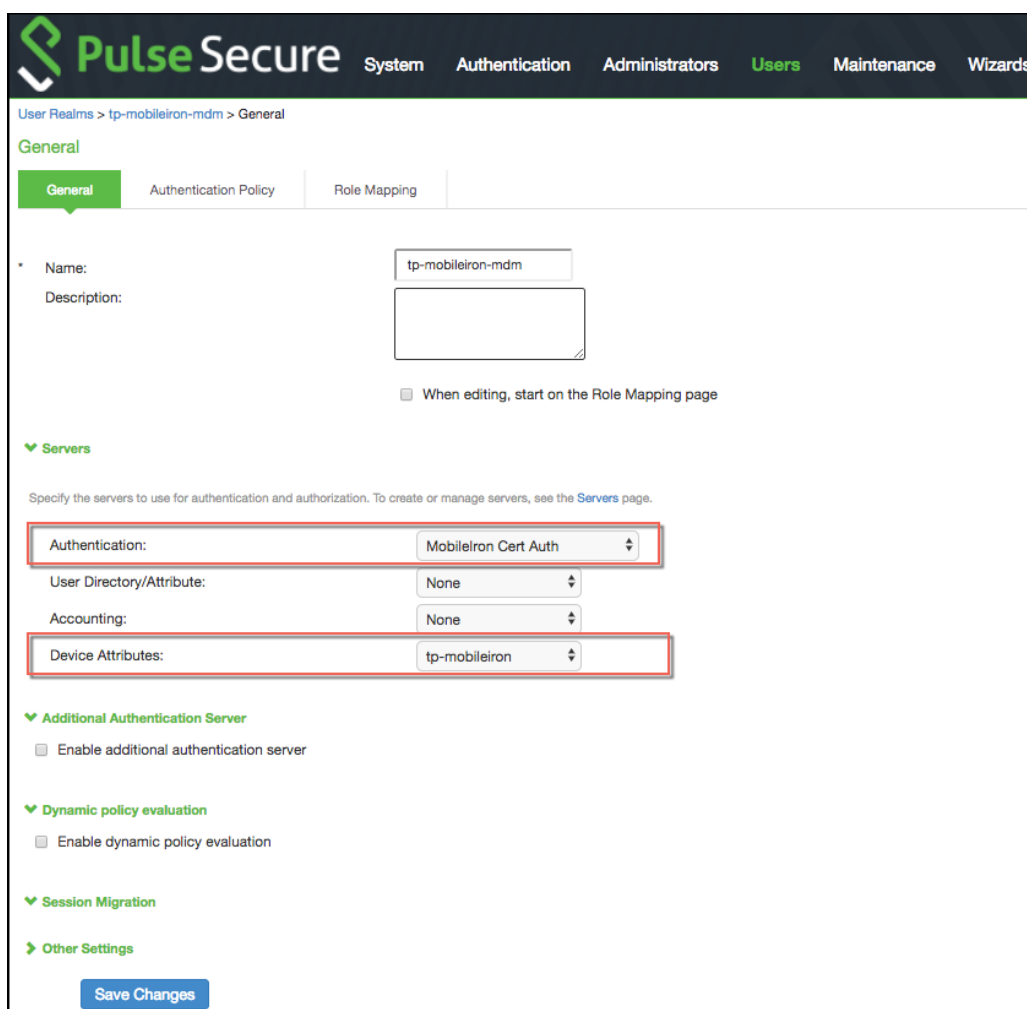 Pulse Secure System Authentication Administrators Users Maintenance Wizards
User Realms > tp-mobileiron-mdm > General
General
General Authentication Policy Role Mapping
* Name: tp-mobileiron-mdm
Description:
When editing, start on the Role Mapping page
Servers
Specify the servers to use for authentication and authorization. To create or manage servers, see the Servers page.
Authentication: MobileIron Cert Auth
User Directory/Attribute: None
Accounting: None
Device Attributes: tp-mobileiron
Additional Authentication Server
Enable additional authentication server
Dynamic policy evaluation
Enable dynamic policy evaluation
Session Migration
Other Settings
Save Changes